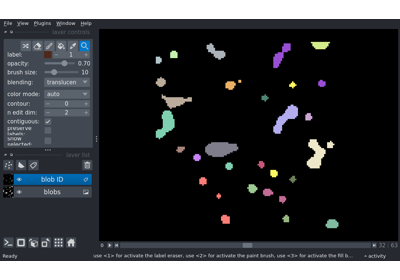 File View Plugins Window Help
layer controls
label: 1
opacity: 0.70
brush size: 10
blending: translucen
color mode: auto
contour: 0
n edit dim: 2
contiguous:
preserve
labels:
show
selected:
layer list
blob ID
blobs
0 32 63
Ready use <1> for activate the label eraser, use <2> for activate the paint brush, use <3> for activate the fill b... activity